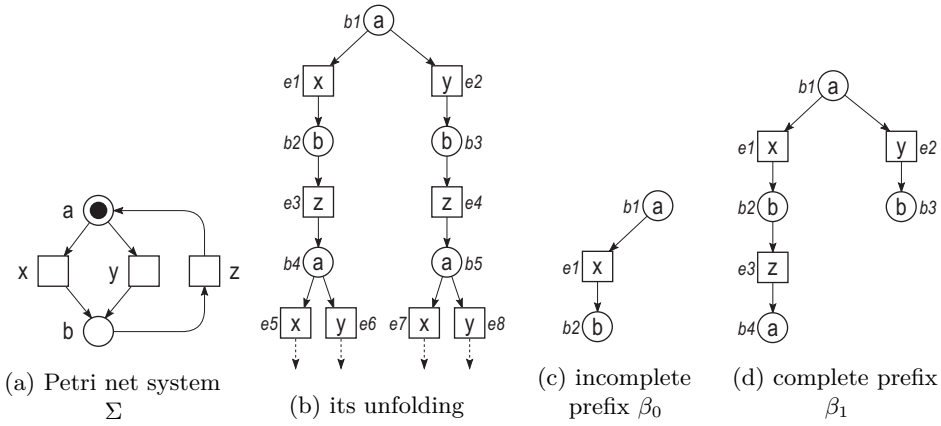 a
x
y
z
b
(a) Petri net system
Σ
b1 a
e1 x
y e2
b2 b
b b3
e3 z
z e4
b4 a
a b5
e5 x
y e6
e7 x
y e8
(b) its unfolding
b1 a
e1 x
b2 b
(c) incomplete
prefix β0
b1 a
e1 x
y e2
b2 b
b b3
e3 z
b4 a
(d) complete prefix
β1